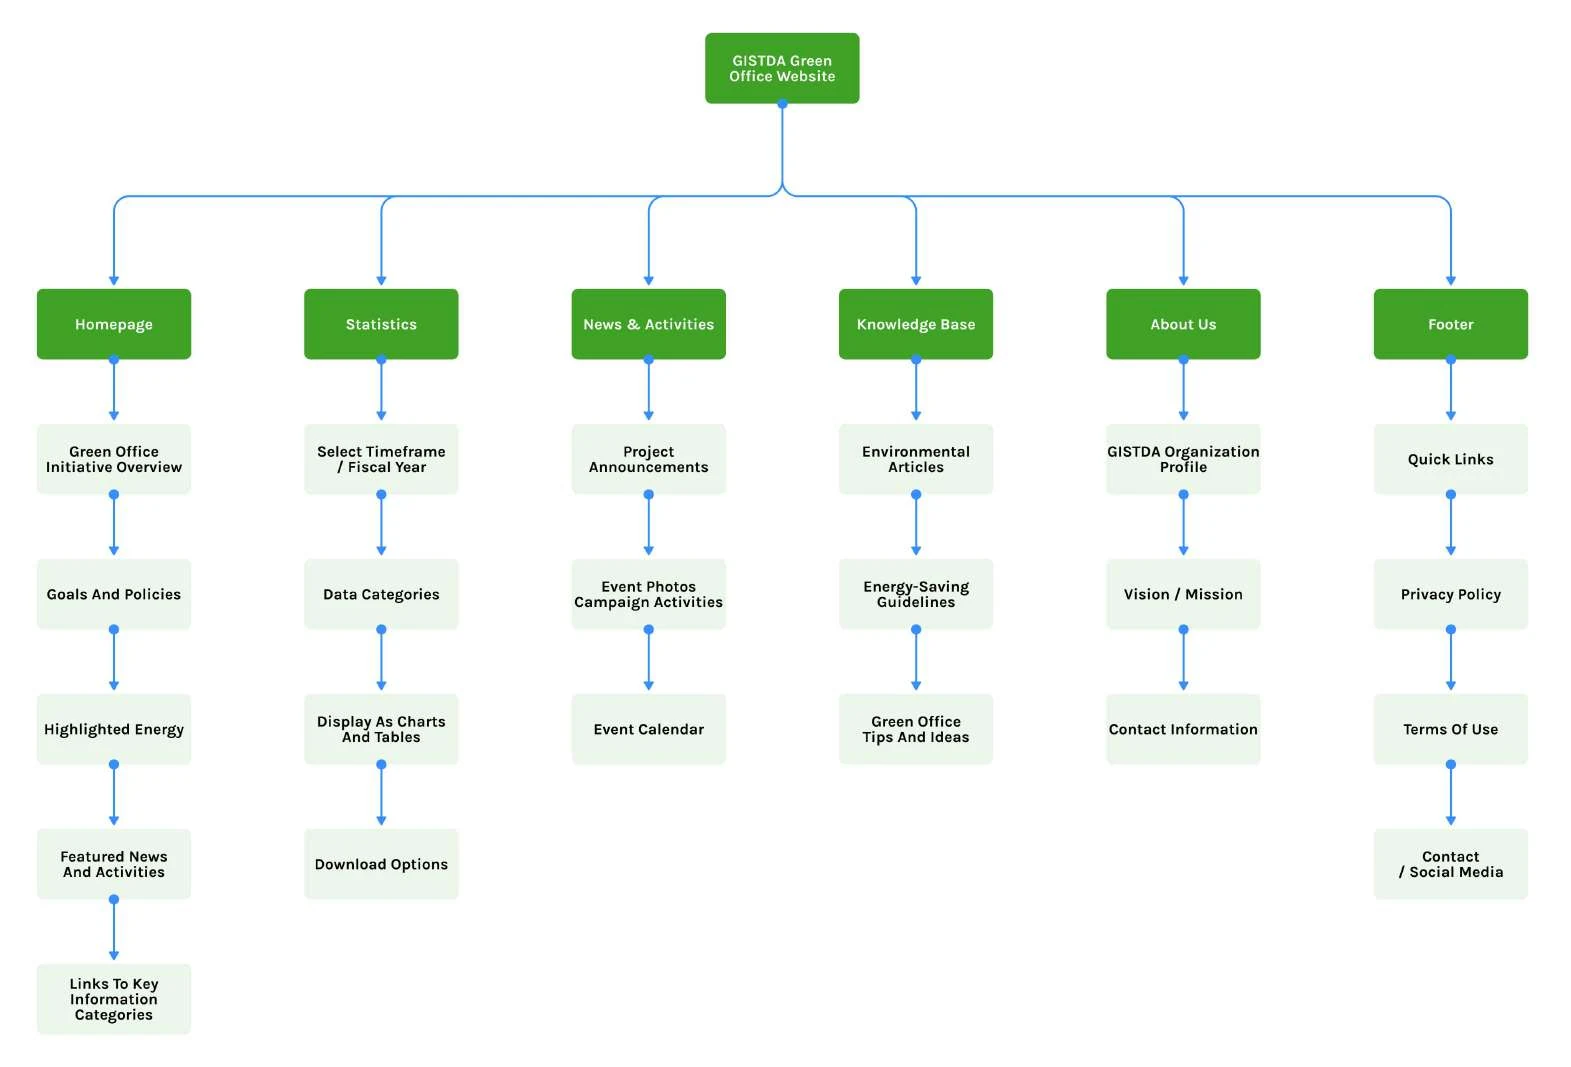 GISTDA Green
Office Website
Homepage
Statistics
News & Activities
Knowledge Base
About Us
Footer
Green Office
Initiative Overview
Select Timeframe
/ Fiscal Year
Project
Announcements
Environmental
Articles
GISTDA Organization
Profile
Quick Links
Goals And Policies
Data Categories
Event Photos
Campaign Activities
Energy-Saving
Guidelines
Vision / Mission
Privacy Policy
Highlighted Energy
Display As Charts
And Tables
Event Calendar
Green Office
Tips And Ideas
Contact Information
Terms Of Use
Featured News
And Activities
Download Options
Contact
/ Social Media
Links To Key
Information
Categories